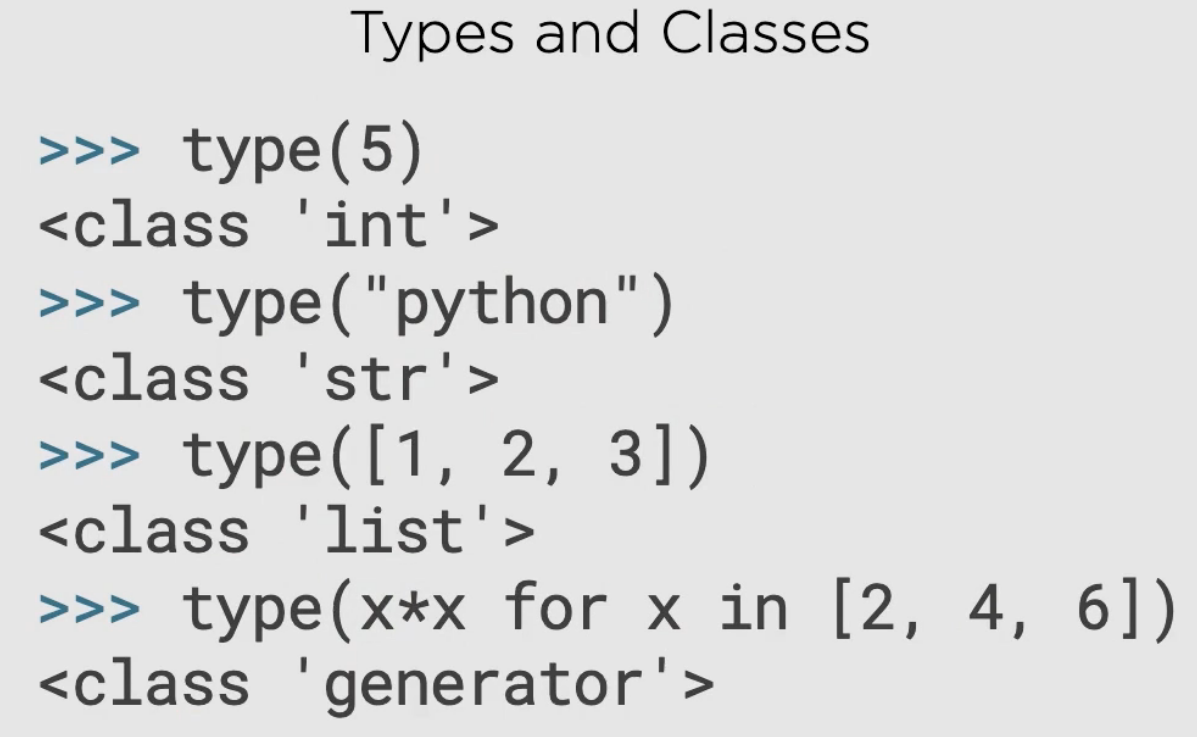 Types and Classes
>>> type(5)
<class 'int'>
>>> type("python")
<class 'str'>
>>> type([1, 2, 3])
<class 'list'>
>>> type(x*x for x in [2, 4, 6])
<class 'generator'>